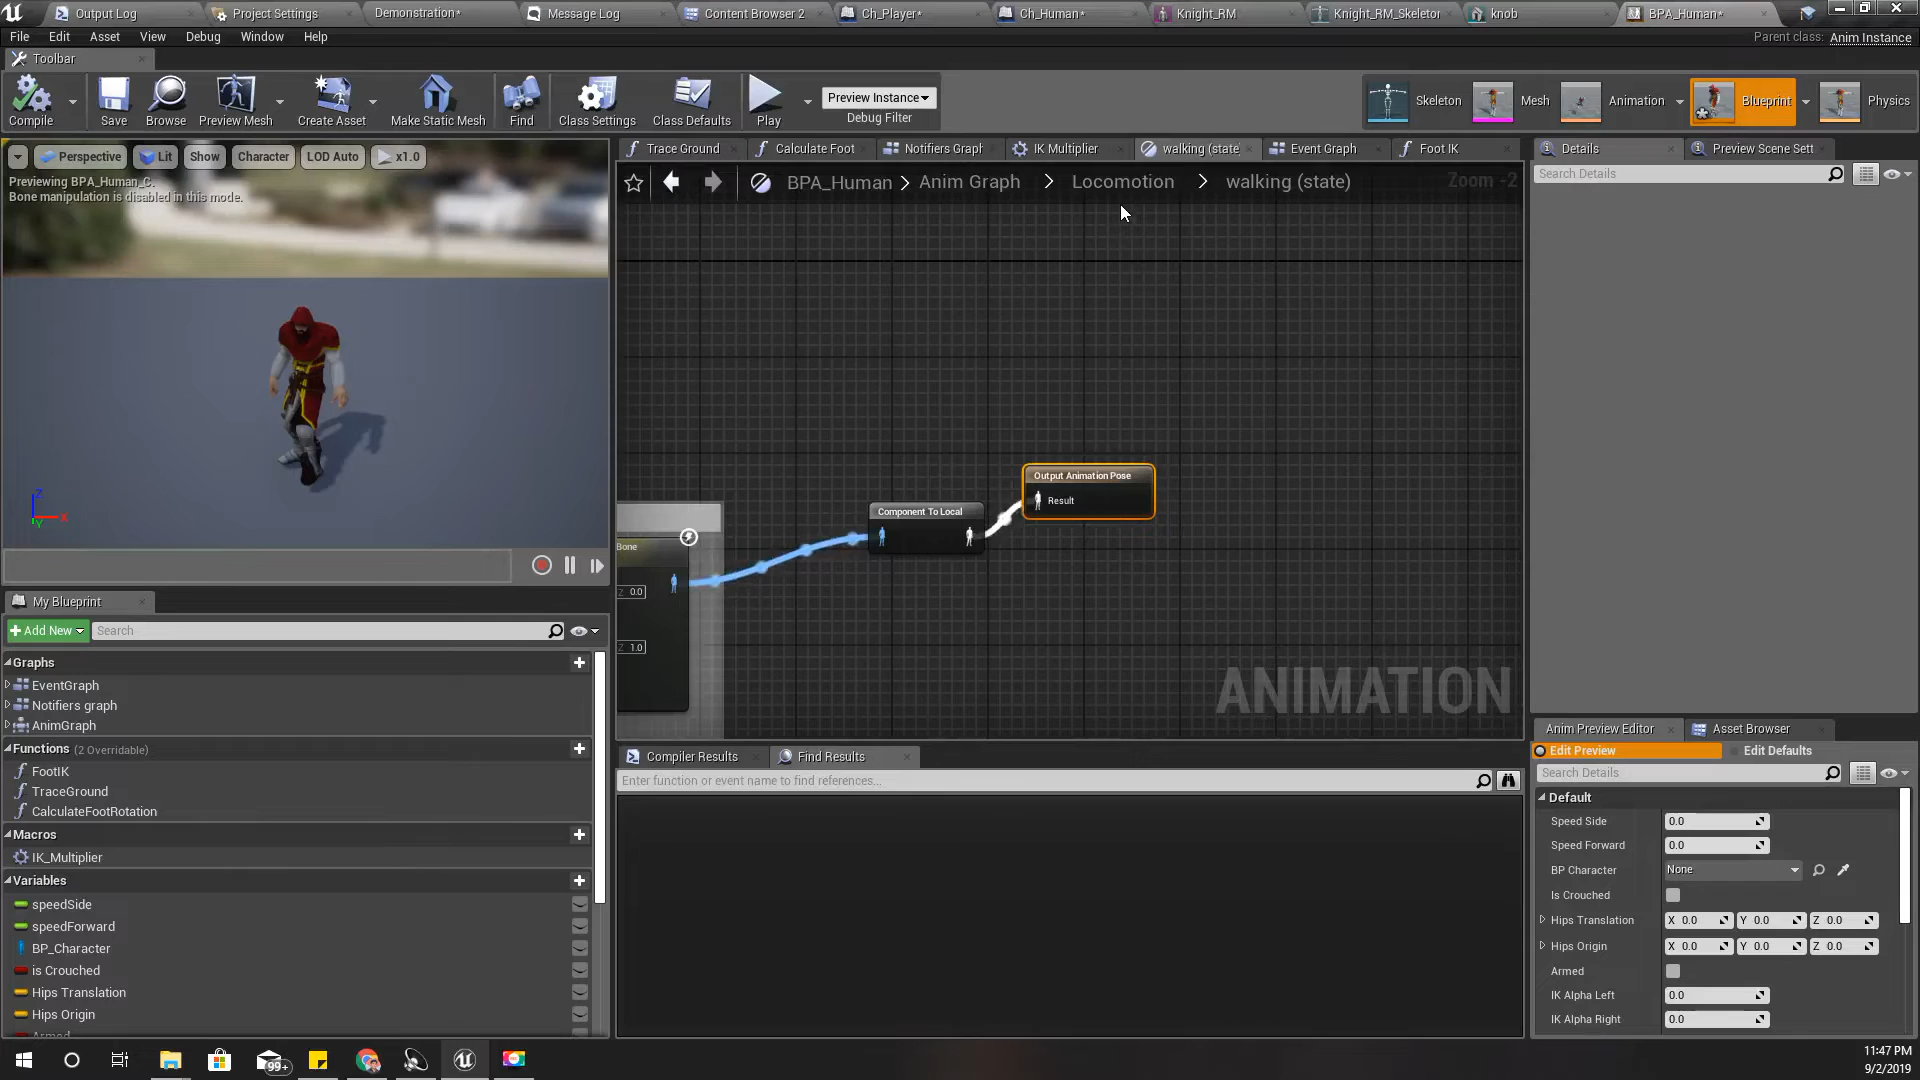 Output Log
Project Settings
Demonstration*
Message Log
Content Browser 2
Ch_Player*
Ch_Human*
Knight_RM
Knight_RM_Skeletor
knob
BPA_Human*
File
Edit
Asset
View
Debug
Window
Help
Parent class: Anim Instance
Toolbar
Compile
Save
Browse
Preview Mesh
Create Asset
Make Static Mesh
Find
Class Settings
Class Defaults
Play
Preview Instance
Debug Filter
Skeleton
Mesh
Animation
Blueprint
Physics
Perspective
Lit
Show
Character
LOD Auto
x1.0
Previewing BPA_Human_C.
Bone manipulation is disabled in this mode.
Z
X
Y
Trace Ground
Calculate Foot
Notifiers Graph
IK Multiplier
walking (state
Event Graph
Foot IK
BPA_Human > Anim Graph > Locomotion > walking (state)
Zoom -2
Bone
Z 0.0
Z 1.0
Component To Local
Output Animation Pose
Result
ANIMATION
Details
Preview Scene Sett
Search Details
My Blueprint
+Add New
Search
Graphs
EventGraph
Notifiers graph
AnimGraph
Functions (2 Overridable)
FootIK
TraceGround
CalculateFootRotation
Macros
IK_Multiplier
Variables
speedSide
speedForward
BP_Character
is Crouched
Hips Translation
Hips Origin
Armed
Compiler Results
Find Results
Enter function or event name to find references...
Anim Preview Editor
Asset Browser
Edit Preview
Edit Defaults
Search Details
Default
Speed Side 0.0
Speed Forward 0.0
BP Character None
Is Crouched
Hips Translation X 0.0 Y 0.0 Z 0.0
Hips Origin X 0.0 Y 0.0 Z 0.0
Armed
IK Alpha Left 0.0
IK Alpha Right 0.0
99+
11:47 PM
9/2/2019